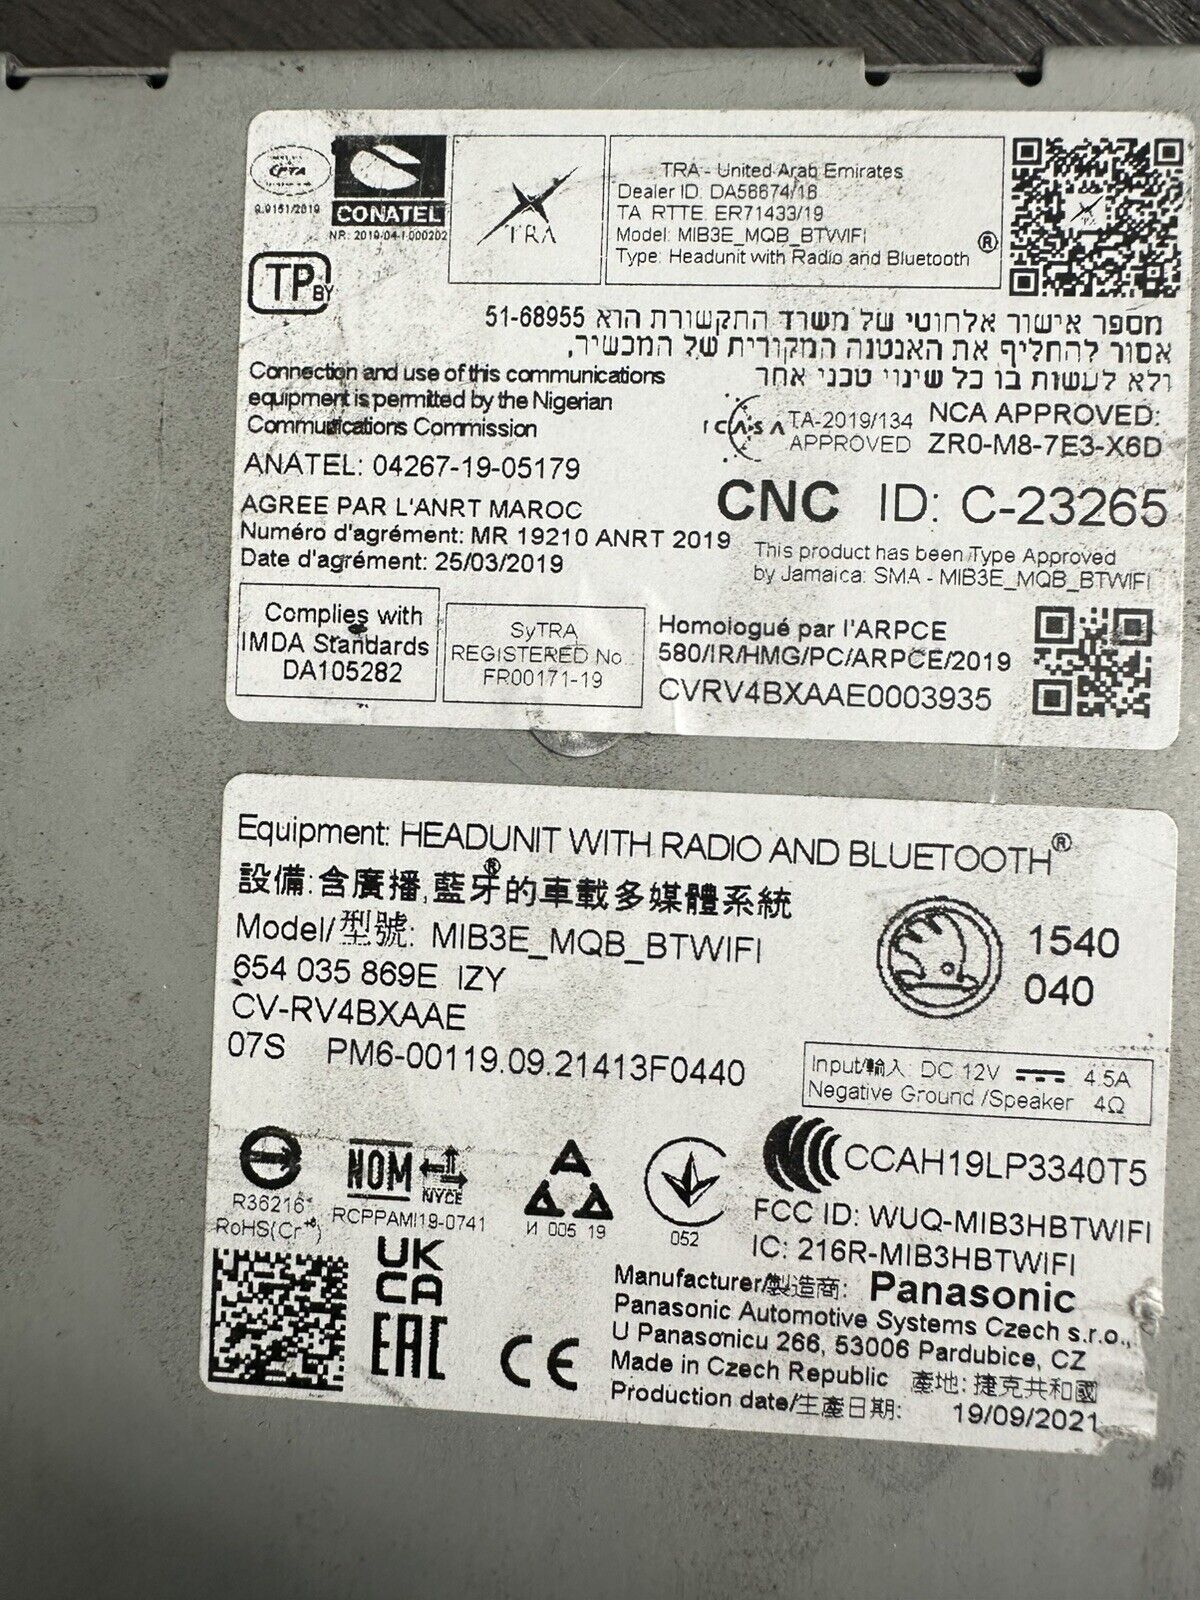 CPTA
9.9151/2019
CONATEL
NR: 2019-04-I-000202
TRA
TRA - United Arab Emirates
Dealer ID: DA56674/16
TA RTTE: ER71433/19
Model: MIB3E_MQB_BTWIFI
Type: Headunit with Radio and Bluetooth ®
TP BY
מספר אישור אלחוטי של משרד התקשורת הוא 51-68955
אסור להחליף את האנטנה המקורית של המכשיר,
ולא לעשות בו כל שינוי טכני אחר
Connection and use of this communications
equipment is permitted by the Nigerian
Communications Commission
ICASA TA-2019/134
APPROVED
NCA APPROVED:
ZR0-M8-7E3-X6D
ANATEL: 04267-19-05179
CNC ID: C-23265
AGREE PAR L'ANRT MAROC
Numéro d'agrément: MR 19210 ANRT 2019
Date d'agrément: 25/03/2019
This product has been Type Approved
by Jamaica: SMA - MIB3E_MQB_BTWIFI
Complies with
IMDA Standards
DA105282
SyTRA
REGISTERED No.:
FR00171-19
Homologué par l'ARPCE
580/IR/HMG/PC/ARPCE/2019
CVRV4BXAAE0003935
Equipment: HEADUNIT WITH RADIO AND BLUETOOTH®
設備:含廣播,藍牙®的車載多媒體系統
Model/型號: MIB3E_MQB_BTWIFI
654 035 869E IZY
CV-RV4BXAAE
07S PM6-00119.09.21413F0440
1540
040
Input/輸入: DC 12V 4.5A
Negative Ground /Speaker 4Ω
R36216
RoHS(Cr+6)
NOM NYCE
RCPPAMI19-0741
И 005 19
052
CCAH19LP3340T5
FCC ID: WUQ-MIB3HBTWIFI
IC: 216R-MIB3HBTWIFI
UK
CA
EAC
CE
Manufacturer/製造商: Panasonic
Panasonic Automotive Systems Czech s.r.o.,
U Panasonicu 266, 53006 Pardubice, CZ
Made in Czech Republic 產地: 捷克共和國
Production date/生產日期: 19/09/2021